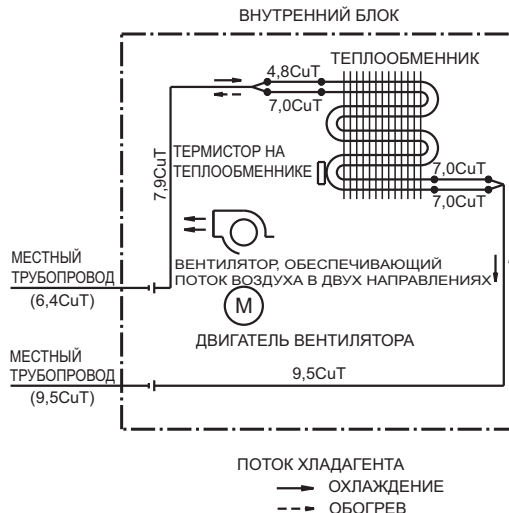 ВНУТРЕННИЙ БЛОК
ТЕПЛООБМЕННИК
4,8CuT
7,0CuT
7,9CuT
ТЕРМИСТОР НА
ТЕПЛООБМЕННИКЕ
7,0CuT
7,0CuT
МЕСТНЫЙ
ТРУБОПРОВОД
(6,4CuT)
ВЕНТИЛЯТОР, ОБЕСПЕЧИВАЮЩИЙ
ПОТОК ВОЗДУХА В ДВУХ НАПРАВЛЕНИЯХ
M
ДВИГАТЕЛЬ ВЕНТИЛЯТОРА
МЕСТНЫЙ
ТРУБОПРОВОД
(9,5CuT)
9,5CuT
ПОТОК ХЛАДАГЕНТА
ОХЛАЖДЕНИЕ
ОБОГРЕВ